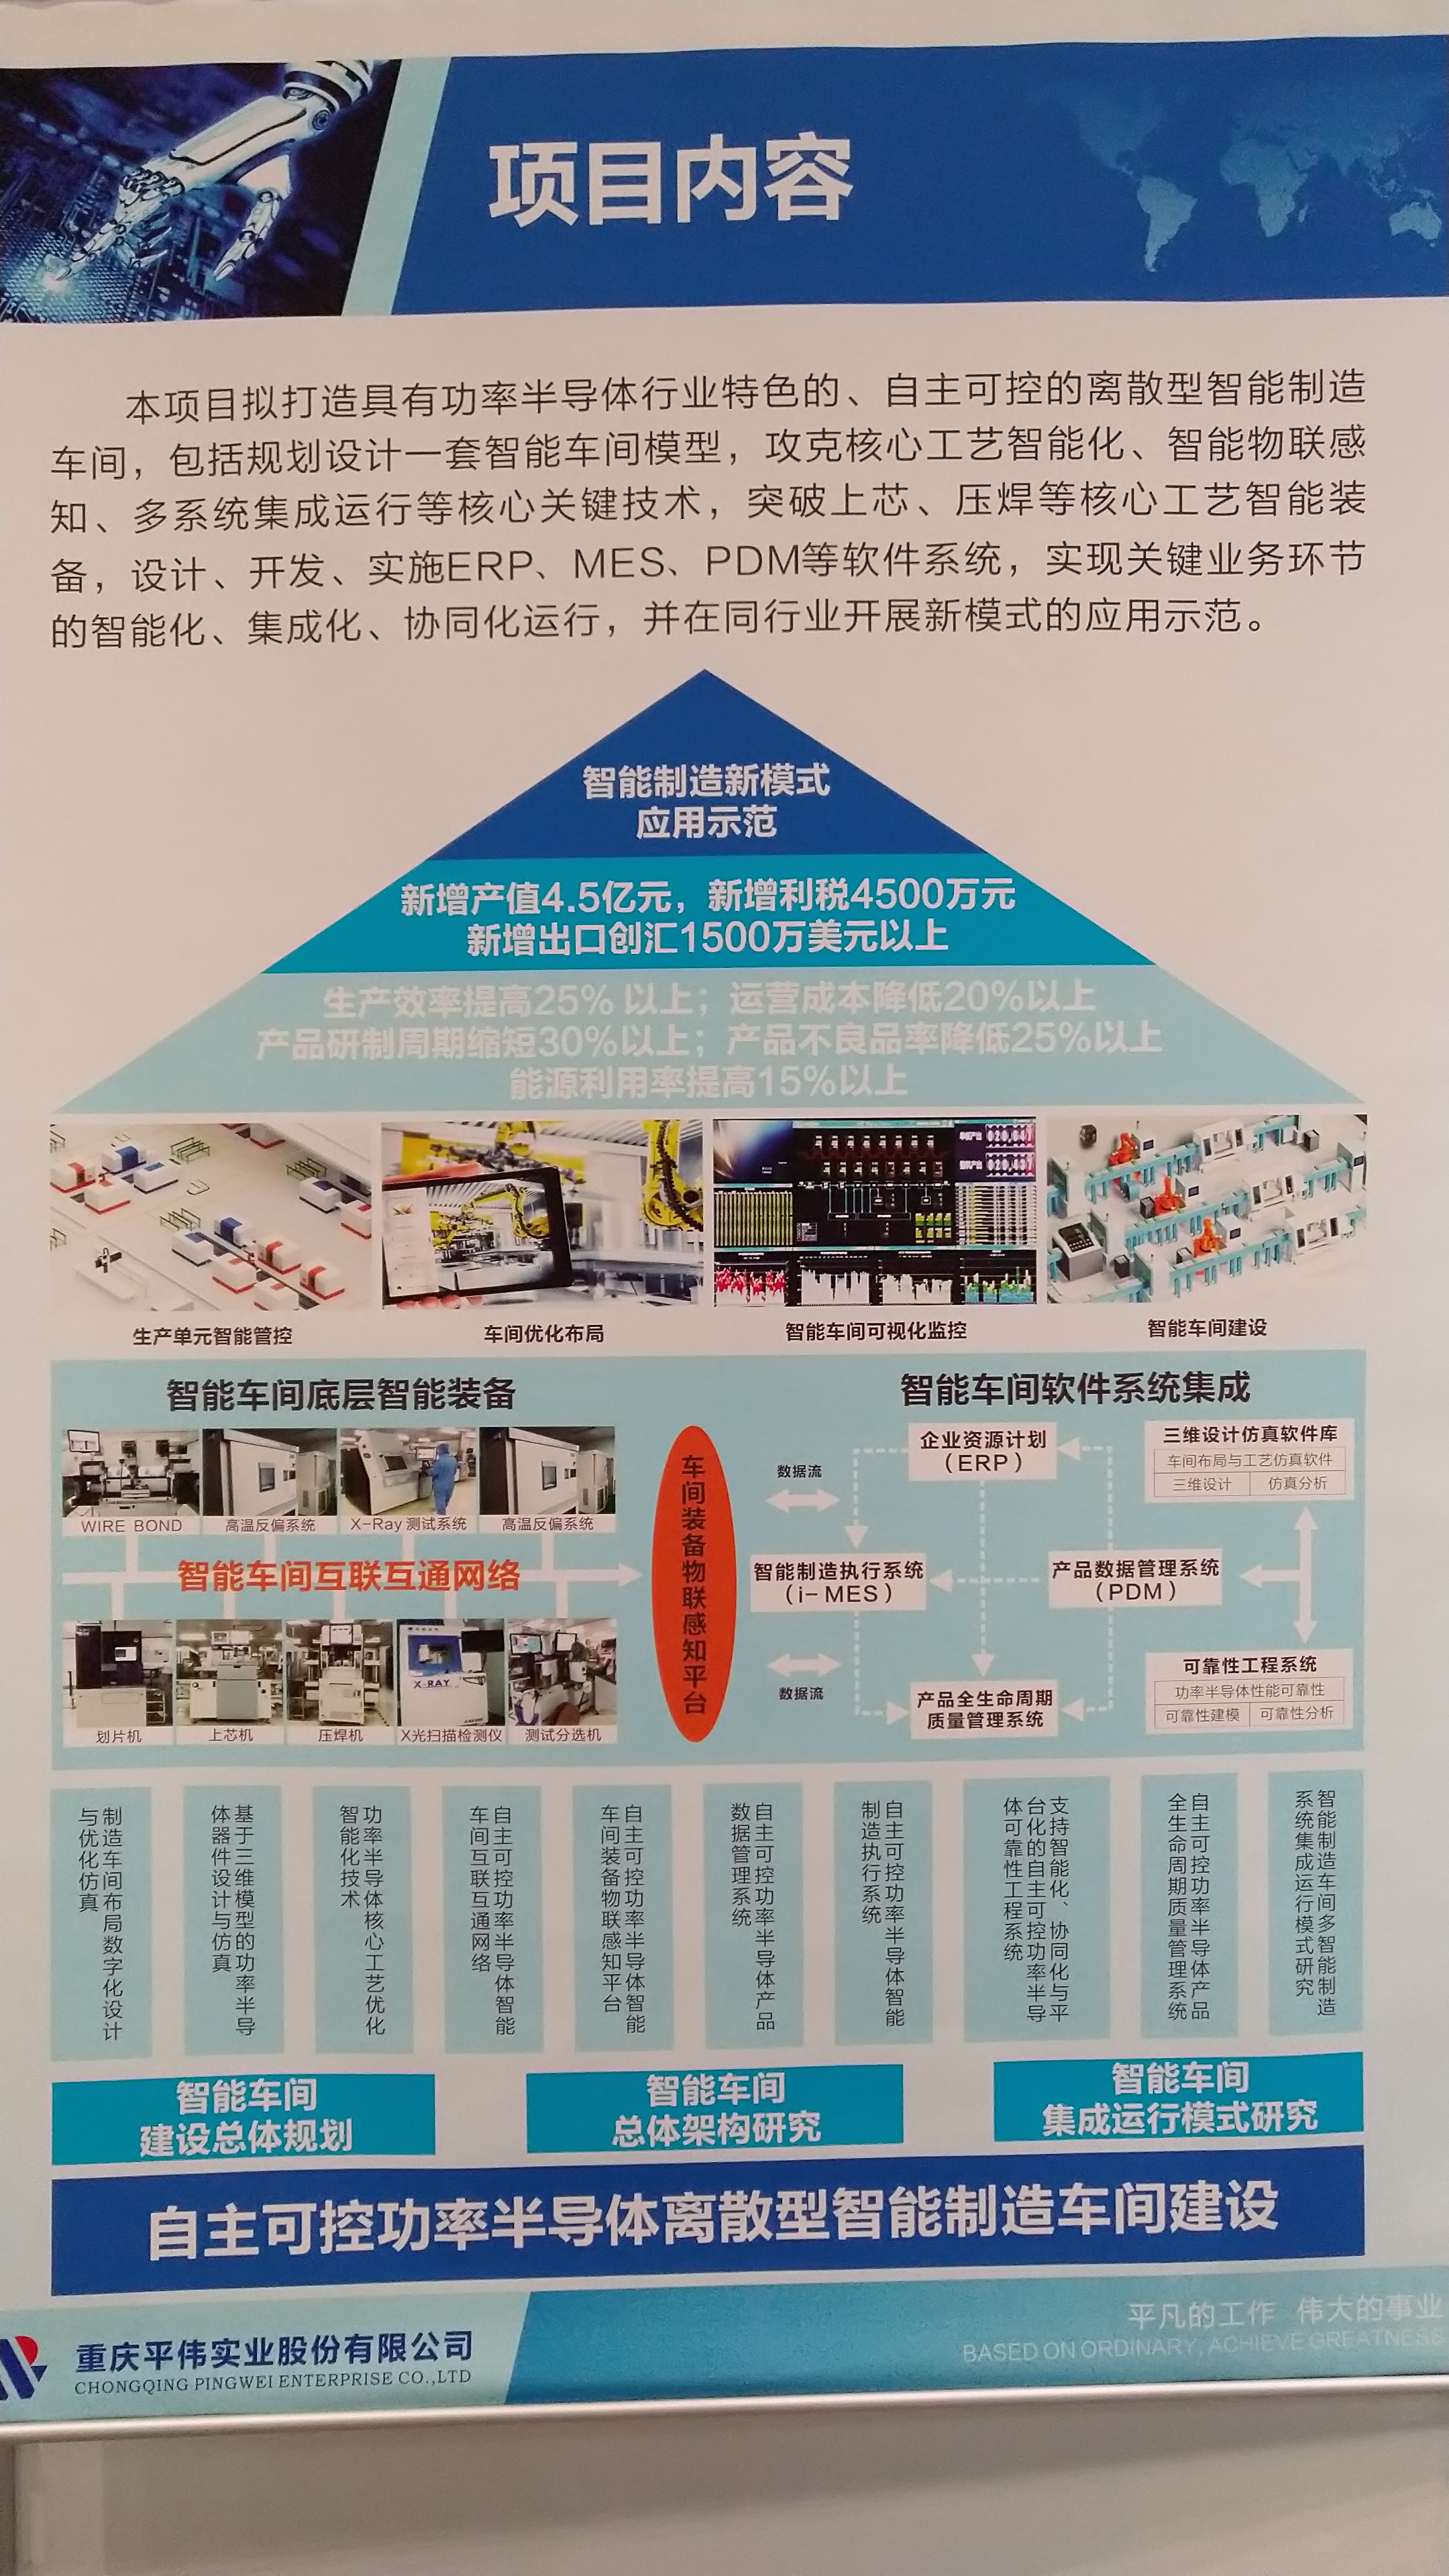 项目内容
本项目拟打造具有功率半导体行业特色的、自主可控的离散型智能制造
车间，包括规划设计一套智能车间模型，攻克核心工艺智能化、智能物联感
知、多系统集成运行等核心关键技术，突破上芯、压焊等核心工艺智能装
备，设计、开发、实施ERP、MES、PDM等软件系统，实现关键业务环节
的智能化、集成化、协同化运行，并在同行业开展新模式的应用示范。
智能制造新模式
应用示范
新增产值4.5亿元，新增利税4500万元
新增出口创汇1500万美元以上
生产效率提高25%以上；运营成本降低20%以上
产品研制周期缩短30%以上；产品不良品率降低25%以上
能源利用率提高15%以上
生产单元智能管控
车间优化布局
智能车间可视化监控
智能车间建设
智能车间底层智能装备
WIRE BOND
高温反偏系统
X-Ray 测试系统
高温反偏系统
智能车间互联互通网络
X-RAY
划片机
上芯机
压焊机
X光扫描检测仪
测试分选机
车间装备物联感知平台
智能车间软件系统集成
数据流
企业资源计划
（ERP）
三维设计仿真软件库
车间布局与工艺仿真软件
三维设计
仿真分析
智能制造执行系统
（i-MES）
产品数据管理系统
（PDM）
数据流
产品全生命周期
质量管理系统
可靠性工程系统
功率半导体性能可靠性
可靠性建模
可靠性分析
制造车间布局数字化设计
与优化仿真
基于三维模型的功率半导
体器件设计与仿真
功率半导体核心工艺优化
智能化技术
自主可控功率半导体智能
车间互联互通网络
自主可控功率半导体智能
车间装备物联感知平台
自主可控功率半导体产品
数据管理系统
自主可控功率半导体智能
制造执行系统
支持智能化、协同化与平
台化的自主可控功率半导
体可靠性工程系统
自主可控功率半导体产品
全生命周期质量管理系统
智能制造车间多智能制造
系统集成运行模式研究
智能车间
建设总体规划
智能车间
总体架构研究
智能车间
集成运行模式研究
自主可控功率半导体离散型智能制造车间建设
重庆平伟实业股份有限公司
CHONGQING PINGWEI ENTERPRISE CO.,LTD
平凡的工作 伟大的事业
BASED ON ORDINARY, ACHIEVE GREATNESS